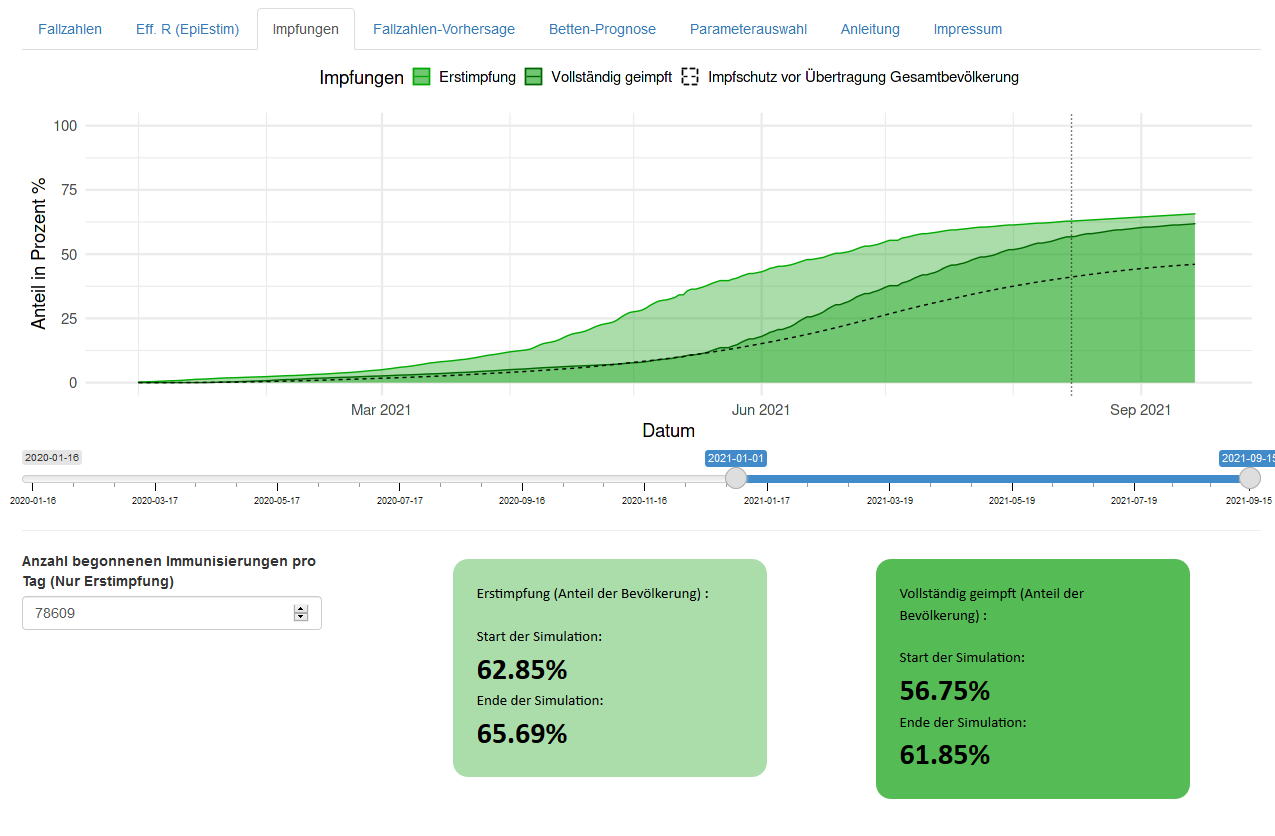 Fallzahlen Eff. R (EpiEstim) Impfungen Fallzahlen-Vorhersage Betten-Prognose Parameterauswahl Anleitung Impressum
Impfungen Erstimpfung Vollständig geimpft Impfschutz vor Übertragung Gesamtbevölkerung
100
75
50
25
0
Anteil in Prozent %
Mar 2021 Jun 2021 Sep 2021
Datum
2020-01-16 2021-01-01 2021-09-15
2020-01-16 2020-03-17 2020-05-17 2020-07-17 2020-09-16 2020-11-16 2021-01-17 2021-03-19 2021-05-19 2021-07-19 2021-09-15
Anzahl begonnenen Immunisierungen pro
Tag (Nur Erstimpfung)
78609
Erstimpfung (Anteil der Bevölkerung) :
Start der Simulation:
62.85%
Ende der Simulation:
65.69%
Vollständig geimpft (Anteil der
Bevölkerung) :
Start der Simulation:
56.75%
Ende der Simulation:
61.85%